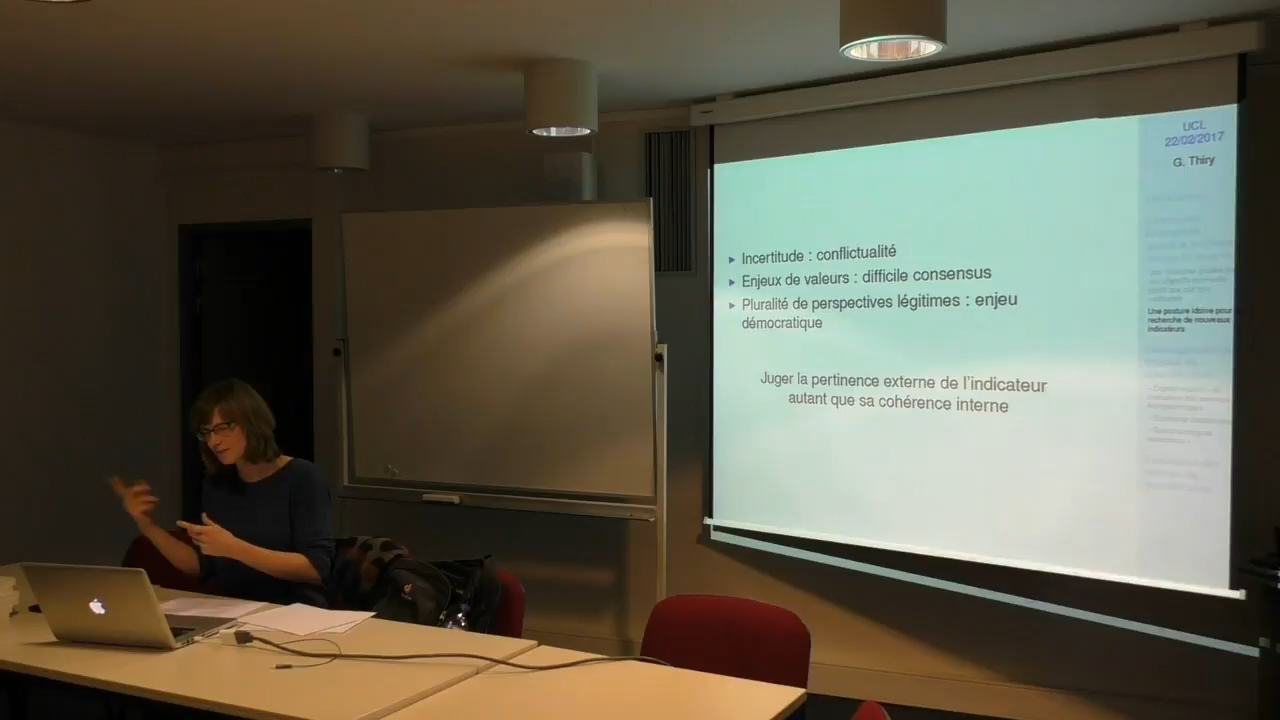 UCL
22/02/2017
G. Thiry
Incertitude : conflictualité
Enjeux de valeurs : difficile consensus
Pluralité de perspectives légitimes : enjeu
démocratique
Juger la pertinence externe de l'indicateur
autant que sa cohérence interne
Une posture idoine pour
recherche de nouveaux
indicateurs